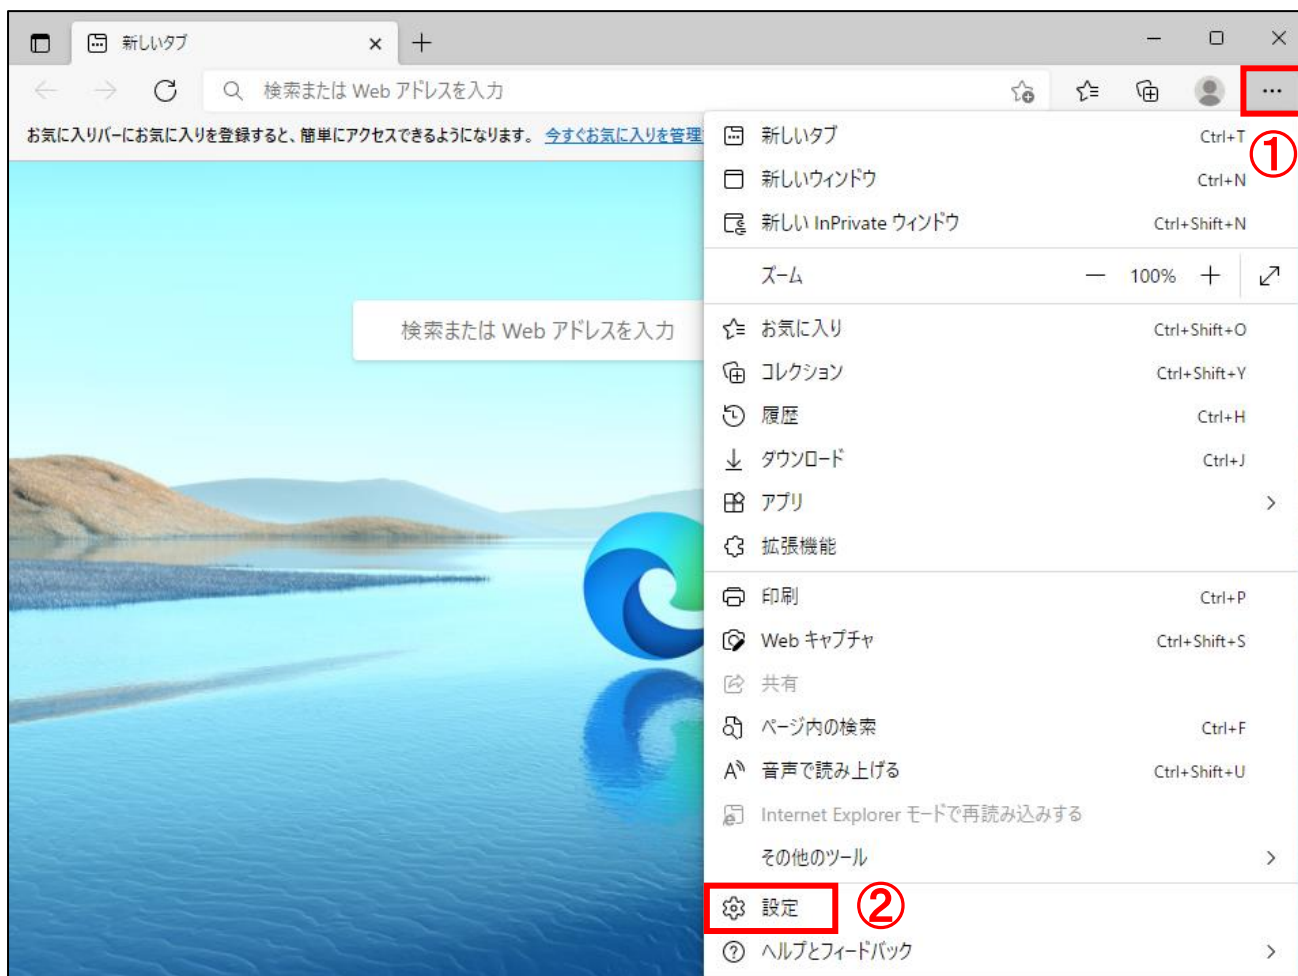 新しいタブ
検索または Web アドレスを入力
お気に入りバーにお気に入りを登録すると、簡単にアクセスできるようになります。 今すぐお気に入りを管理
①
新しいタブ Ctrl+T
新しいウィンドウ Ctrl+N
新しい InPrivate ウィンドウ Ctrl+Shift+N
ズーム 100%
検索または Web アドレスを入力
お気に入り Ctrl+Shift+O
コレクション Ctrl+Shift+Y
履歴 Ctrl+H
ダウンロード Ctrl+J
アプリ
拡張機能
印刷 Ctrl+P
Web キャプチャ Ctrl+Shift+S
共有
ページ内の検索 Ctrl+F
音声で読み上げる Ctrl+Shift+U
Internet Explorer モードで再読み込みする
その他のツール
設定 ②
ヘルプとフィードバック